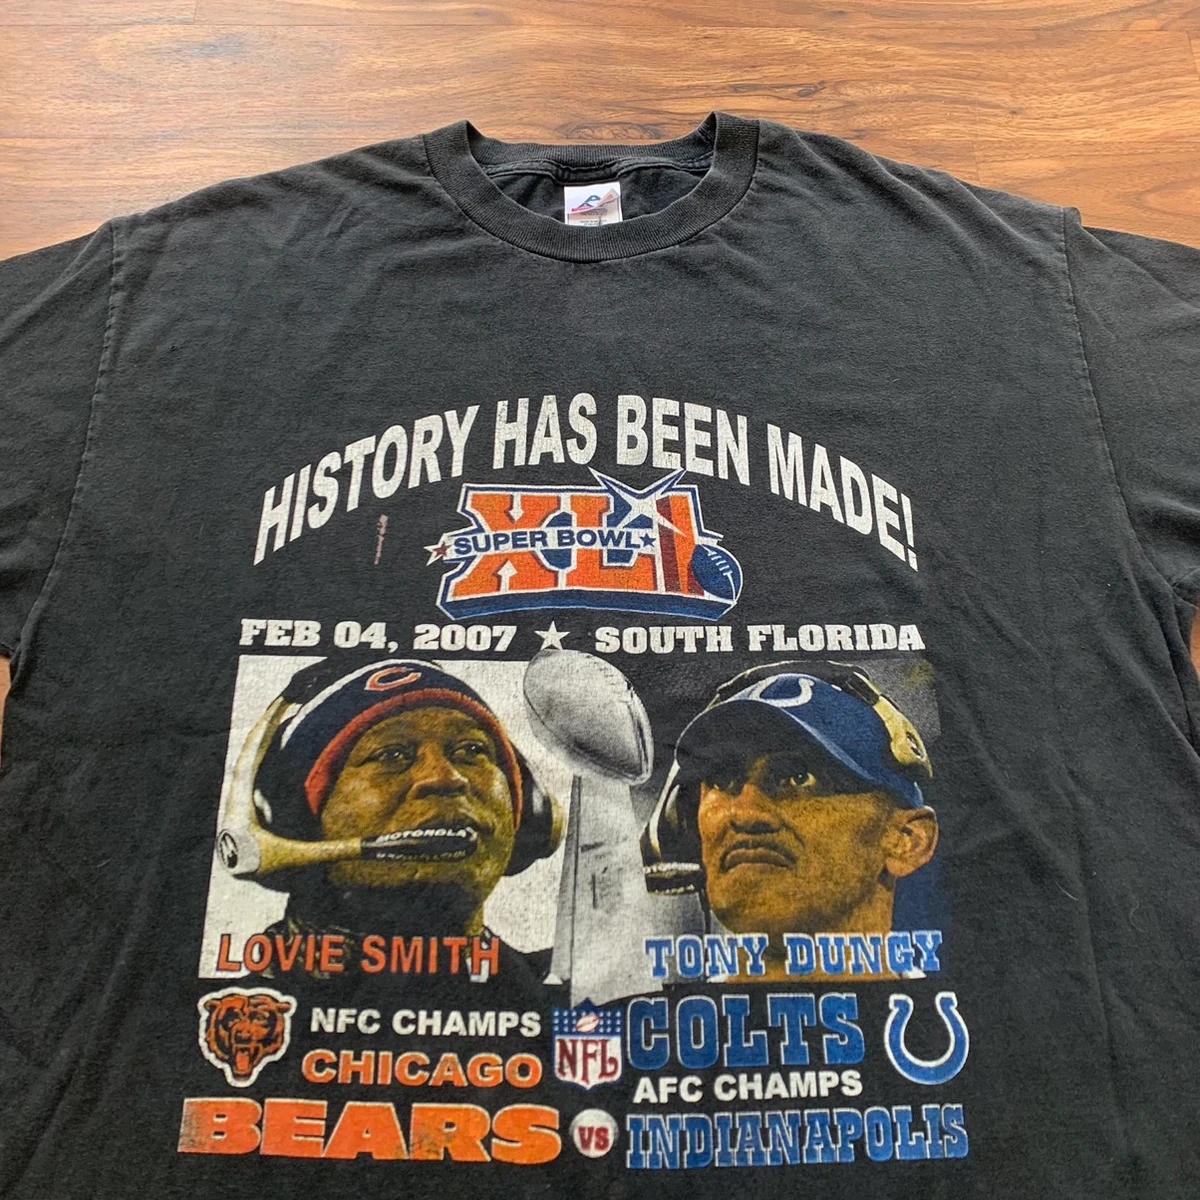 HISTORY HAS BEEN MADE!
XLI
SUPER BOWL
FEB 04, 2007 ★ SOUTH FLORIDA
MOTOROLA
LOVIE SMITH
TONY DUNGY
NFC CHAMPS
CHICAGO
BEARS
NFL
VS
COLTS
AFC CHAMPS
INDIANAPOLIS